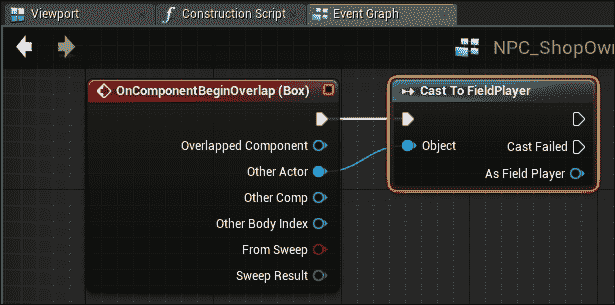 Viewport
Construction Script
Event Graph
NPC_ShopOwn
OnComponentBeginOverlap (Box)
Cast To FieldPlayer
Overlapped Component
Object
Cast Failed
Other Actor
As Field Player
Other Comp
Other Body Index
From Sweep
Sweep Result